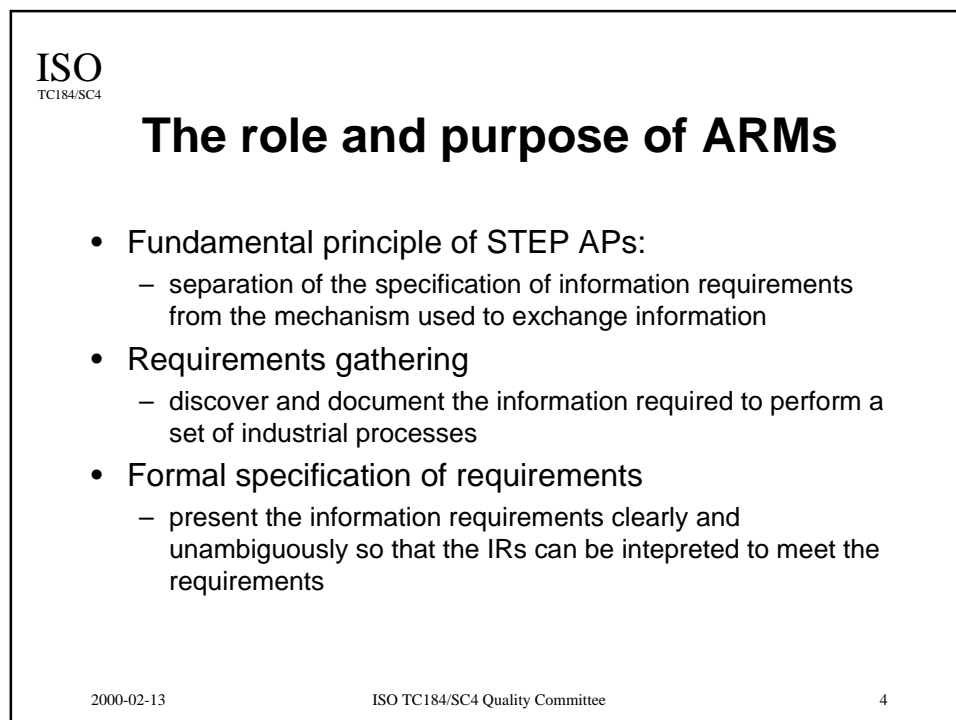 ISO
TC184/SC4
The role and purpose of ARMs
• Fundamental principle of STEP APs:
– separation of the specification of information requirements
from the mechanism used to exchange information
• Requirements gathering
– discover and document the information required to perform a
set of industrial processes
• Formal specification of requirements
– present the information requirements clearly and
unambiguously so that the IRs can be intepreted to meet the
requirements
2000-02-13 ISO TC184/SC4 Quality Committee 4